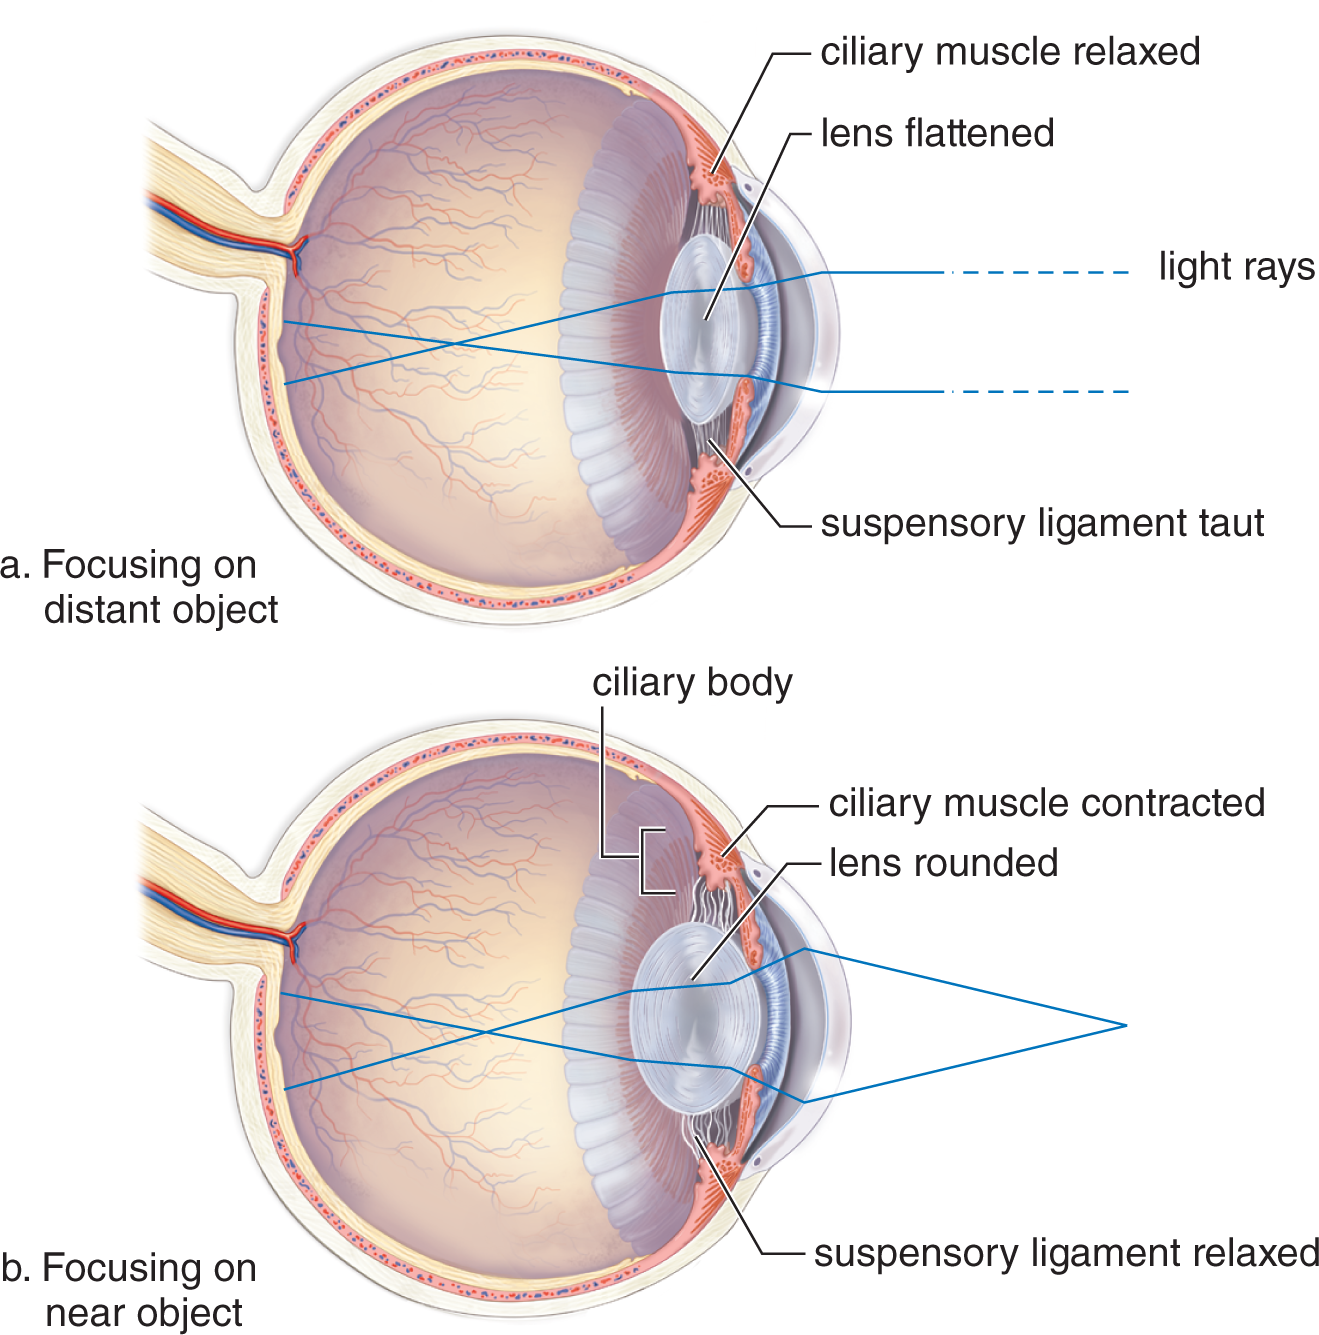 ciliary muscle relaxed
lens flattened
light rays
suspensory ligament taut
a. Focusing on
distant object
ciliary body
ciliary muscle contracted
lens rounded
suspensory ligament relaxed
b. Focusing on
near object